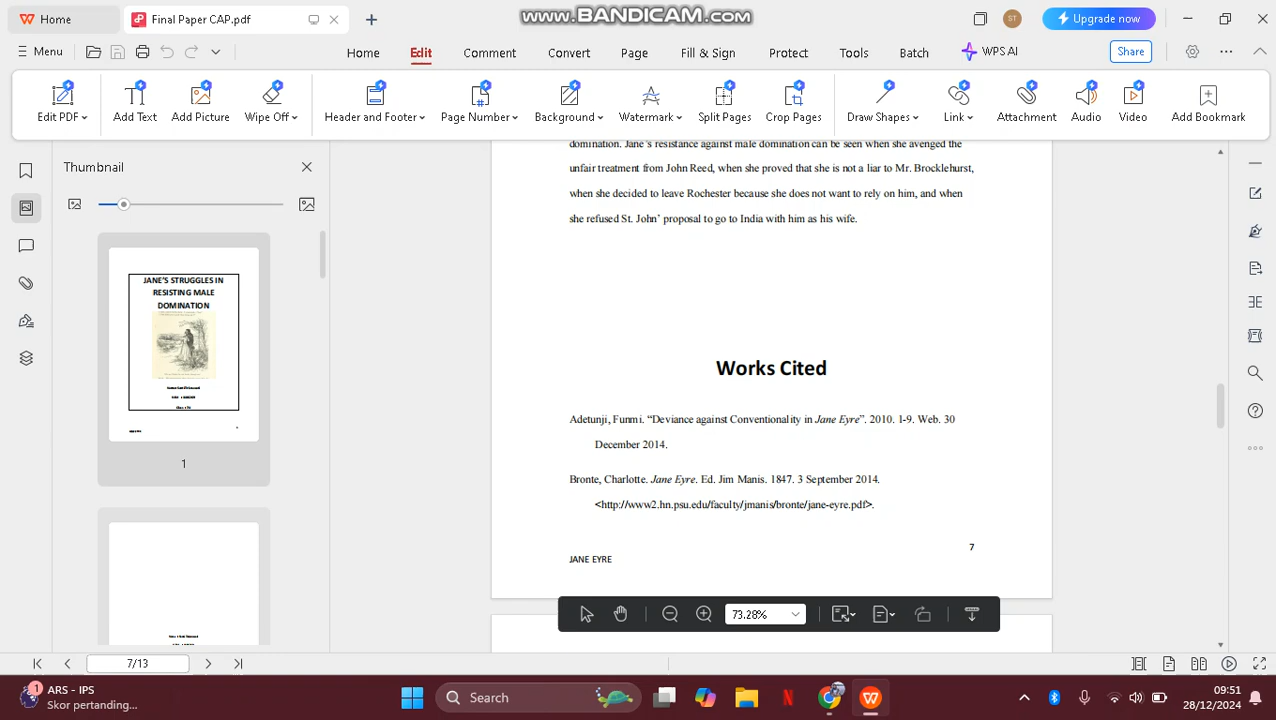 www.BANDICAM.com
Home
Final Paper CAP.pdf
ST
Upgrade now
Menu
Home
Edit
Comment
Convert
Page
Fill & Sign
Protect
Tools
Batch
WPS AI
Share
Edit PDF
Add Text
Add Picture
Wipe Off
Header and Footer
Page Number
Background
Watermark
Split Pages
Crop Pages
Draw Shapes
Link
Attachment
Audio
Video
Add Bookmark
Thumbnail
JANE'S STRUGGLES IN
RESISTING MALE
DOMINATION
1
domination. Jane's resistance against male domination can be seen when she avenged the
unfair treatment from John Reed, when she proved that she is not a liar to Mr. Brocklehurst,
when she decided to leave Rochester because she does not want to rely on him, and when
she refused St. John' proposal to go to India with him as his wife.
Works Cited
Adetunji, Funmi. “Deviance against Conventionality in Jane Eyre”. 2010. 1-9. Web. 30
December 2014.
Bronte, Charlotte. Jane Eyre. Ed. Jim Manis. 1847. 3 September 2014.
<http://www2.hn.psu.edu/faculty/jmanis/bronte/jane-eyre.pdf>.
7
JANE EYRE
73.28%
7/13
1
ARS - IPS
Skor pertanding...
Search
09:51
28/12/2024